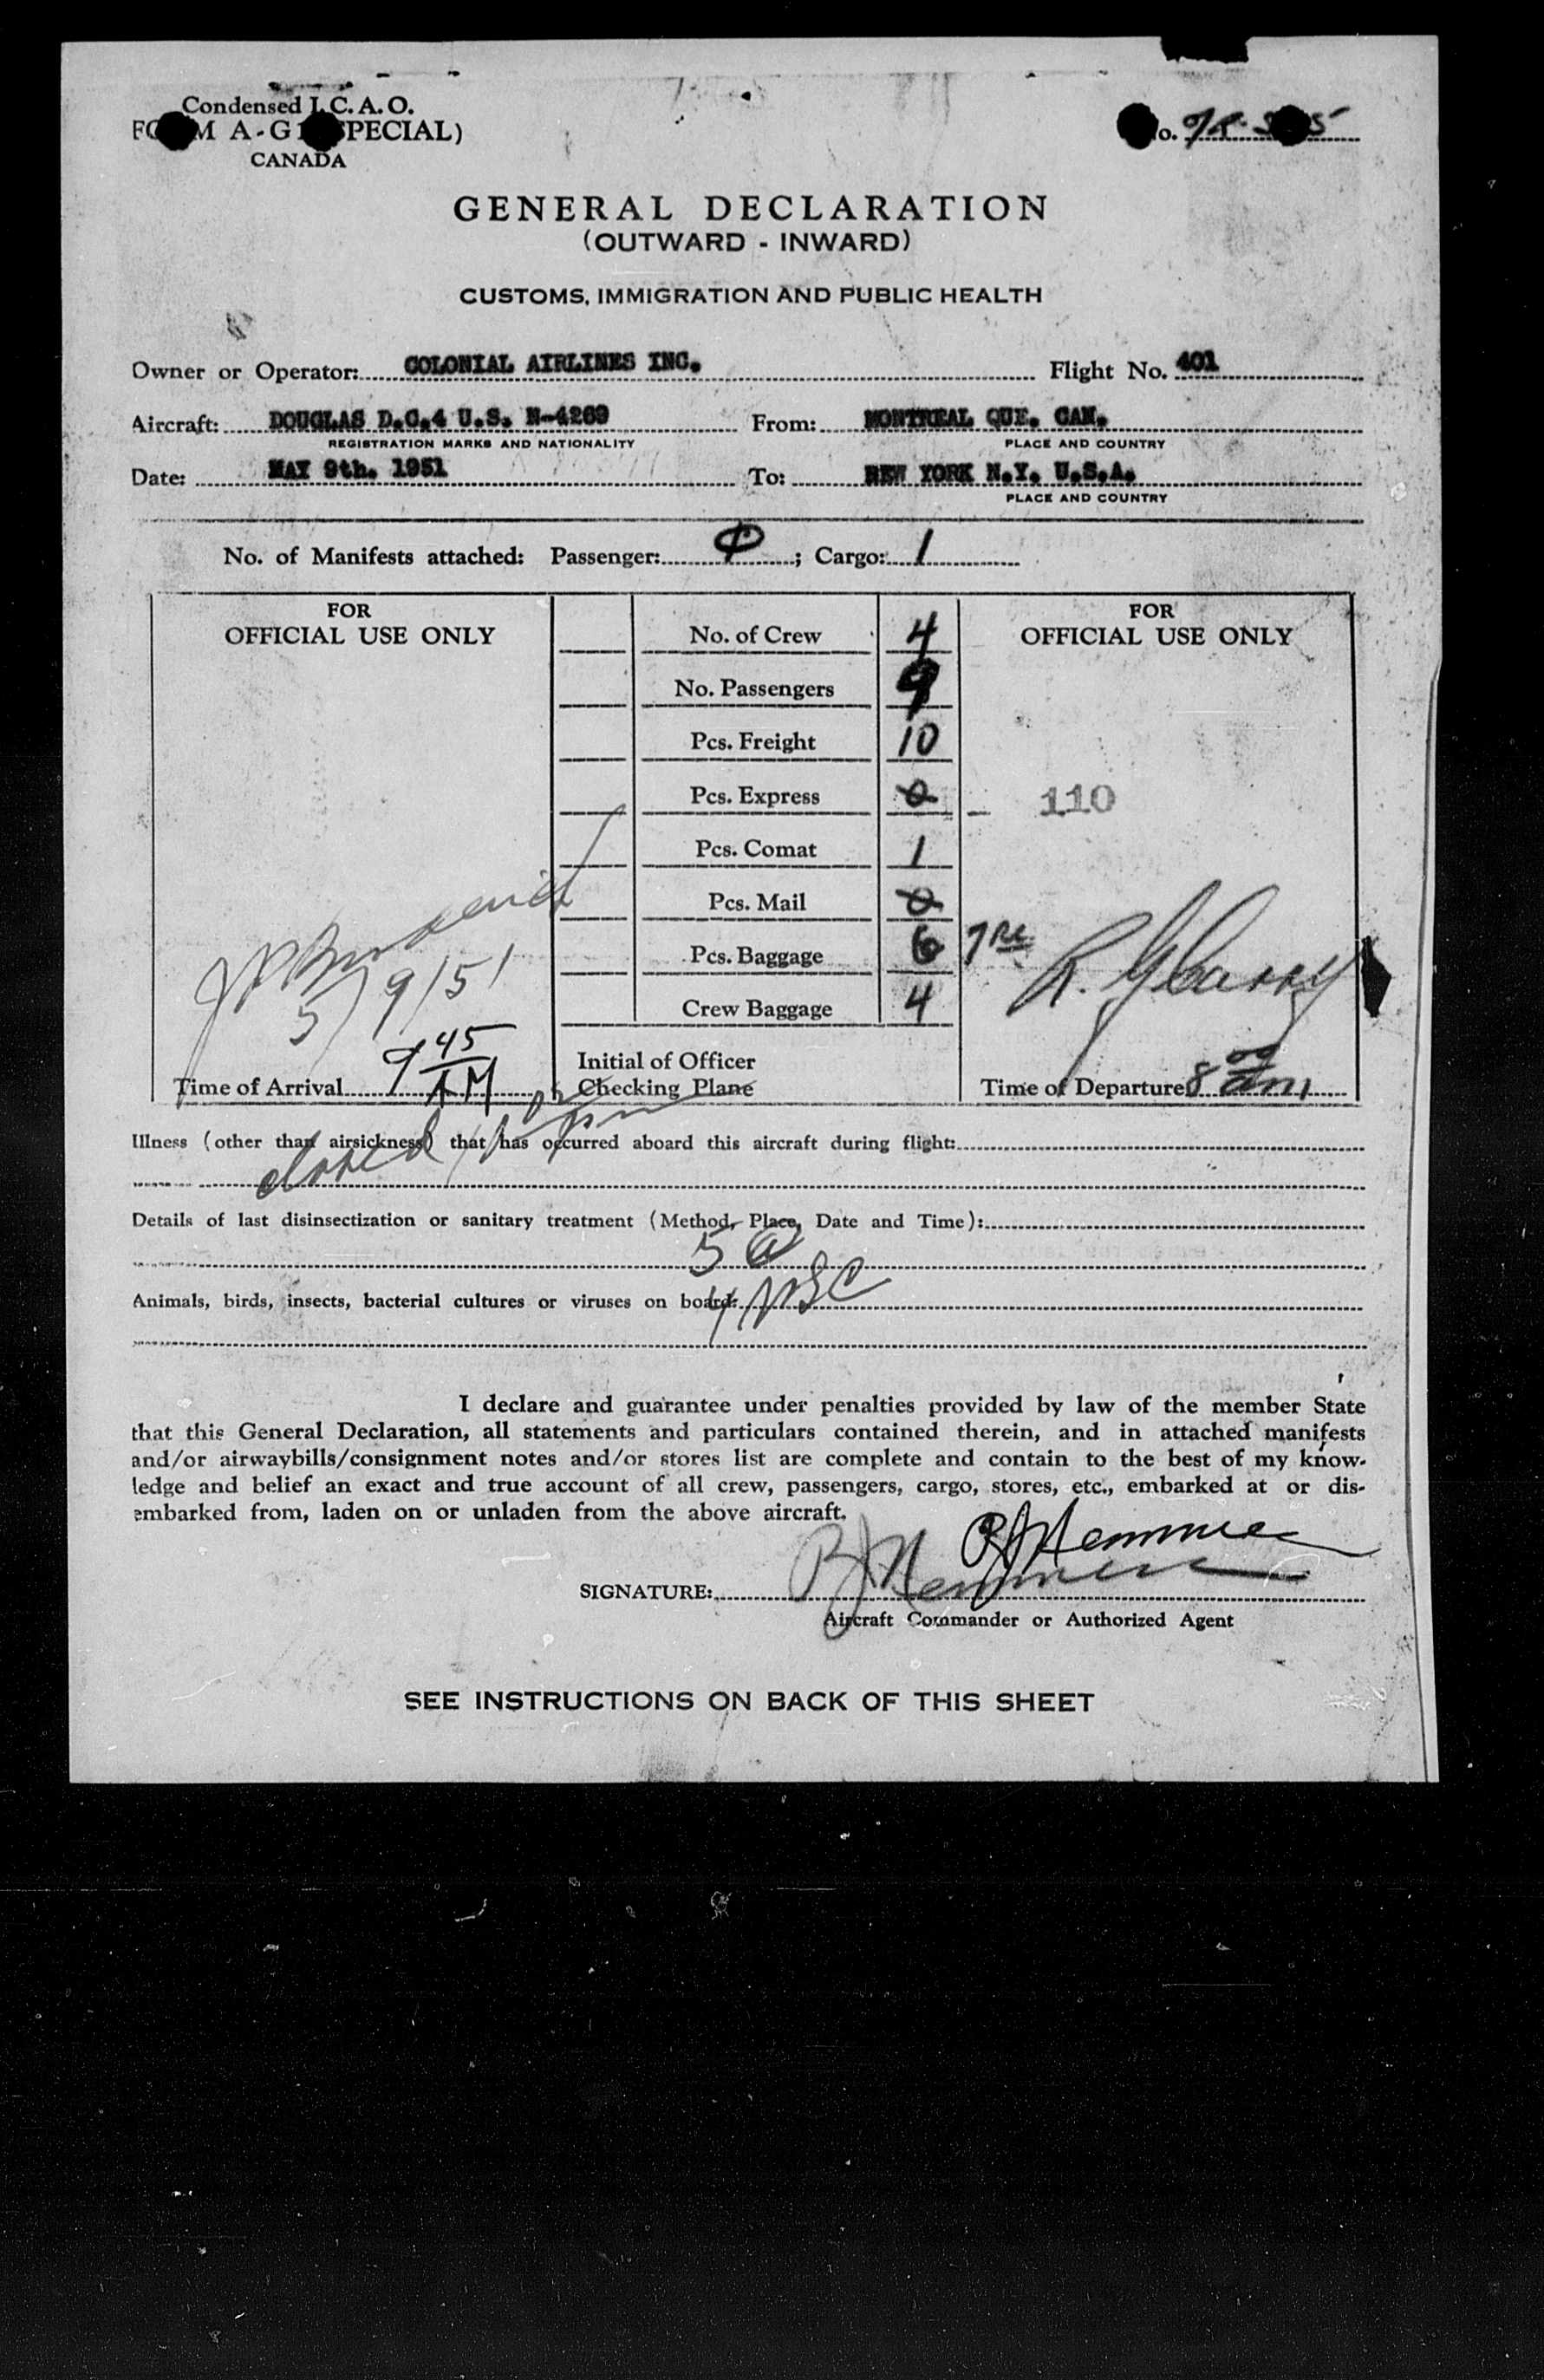 Condensed I.C.A.O.
FORM A-G1 (SPECIAL)
CANADA
No.
GENERAL DECLARATION
(OUTWARD - INWARD)
CUSTOMS, IMMIGRATION AND PUBLIC HEALTH
Owner or Operator: COLONIAL AIRLINES INC. Flight No. 401
Aircraft: DOUGLAS D.C.4 U.S. N-4269 From: MONTREAL QUE. CAN.
REGISTRATION MARKS AND NATIONALITY PLACE AND COUNTRY
Date: MAY 9th. 1951 To: NEW YORK N.Y. U.S.A.
PLACE AND COUNTRY
No. of Manifests attached: Passenger: ; Cargo: 1
FOR
OFFICIAL USE ONLY
No. of Crew 4
No. Passengers 9
Pcs. Freight 10
Pcs. Express 0
Pcs. Comat 1
Pcs. Mail 0
Pcs. Baggage 6 7
Crew Baggage 4
FOR
OFFICIAL USE ONLY
110
5/9/51
Time of Arrival 9 45 AM
Initial of Officer
Checking Plane
Time of Departure 8 00 am
Illness (other than airsickness) that has occurred aboard this aircraft during flight:
Details of last disinsectization or sanitary treatment (Method, Place, Date and Time):
5
Animals, birds, insects, bacterial cultures or viruses on board:
4
I declare and guarantee under penalties provided by law of the member State
that this General Declaration, all statements and particulars contained therein, and in attached manifests
and/or airwaybills/consignment notes and/or stores list are complete and contain to the best of my know-
ledge and belief an exact and true account of all crew, passengers, cargo, stores, etc., embarked at or dis-
embarked from, laden on or unladen from the above aircraft.
SIGNATURE:
Aircraft Commander or Authorized Agent
SEE INSTRUCTIONS ON BACK OF THIS SHEET